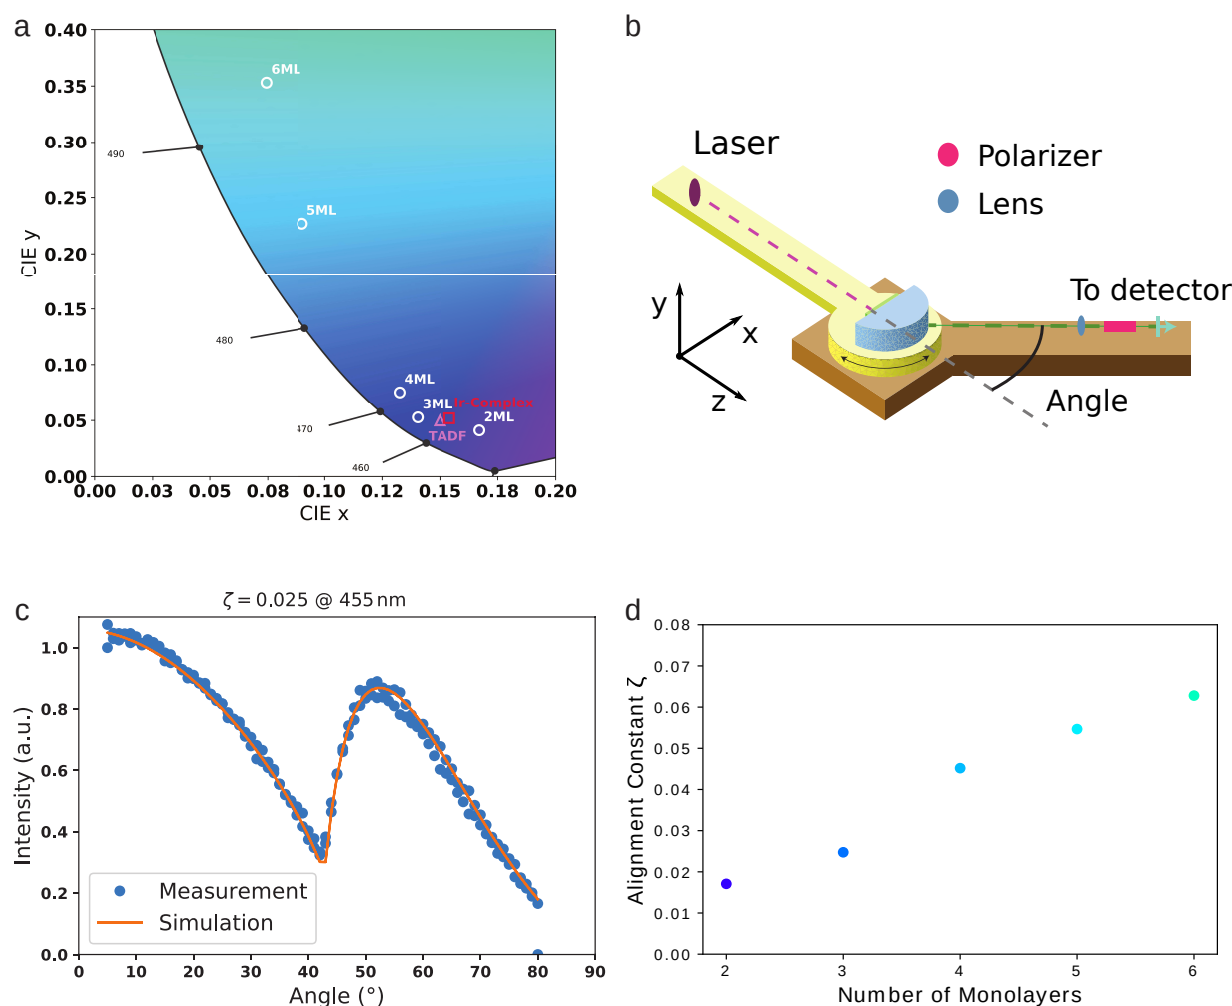 a
0.40
0.35
0.30
0.25
0.20
0.15
0.10
0.05
0.00
CIE y
6ML
490
5ML
480
4ML
3ML
Ir Complex
2ML
TADF
470
460
0.00 0.03 0.05 0.08 0.10 0.12 0.15 0.18 0.20
CIE x
b
Laser
Polarizer
Lens
To detector
y
x
z
Angle
c
ζ = 0.025 @ 455 nm
1.0
0.8
0.6
0.4
0.2
0.0
Intensity (a.u.)
Measurement
Simulation
0 10 20 30 40 50 60 70 80 90
Angle (°)
d
0.08
0.07
0.06
0.05
0.04
0.03
0.02
0.01
0.00
Alignment Constant ζ
2 3 4 5 6
Number of Monolayers